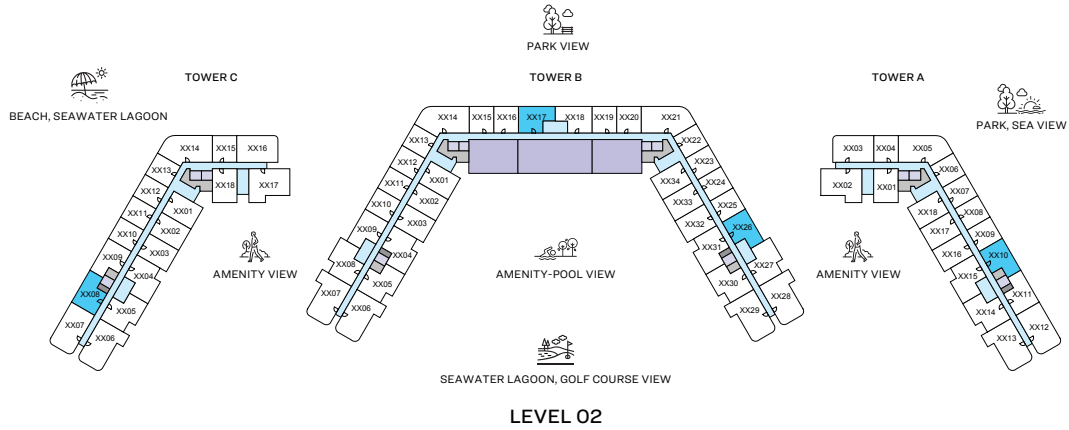 PARK VIEW
TOWER C
TOWER B
TOWER A
BEACH, SEAWATER LAGOON
PARK, SEA VIEW
XX14
XX15
XX16
XX13
XX12
XX11
XX10
XX09
XX08
XX07
XX06
XX05
XX04
XX03
XX02
XX01
XX18
XX17
AMENITY VIEW
XX14
XX15
XX16
XX17
XX18
XX19
XX20
XX21
XX13
XX12
XX11
XX10
XX09
XX08
XX07
XX06
XX05
XX04
XX03
XX02
XX01
XX22
XX23
XX24
XX25
XX26
XX27
XX28
XX29
XX30
XX31
XX32
XX33
XX34
AMENITY-POOL VIEW
XX03
XX04
XX05
XX02
XX01
XX06
XX07
XX08
XX09
XX10
XX11
XX12
XX13
XX14
XX15
XX16
XX17
XX18
AMENITY VIEW
SEAWATER LAGOON, GOLF COURSE VIEW
LEVEL 02